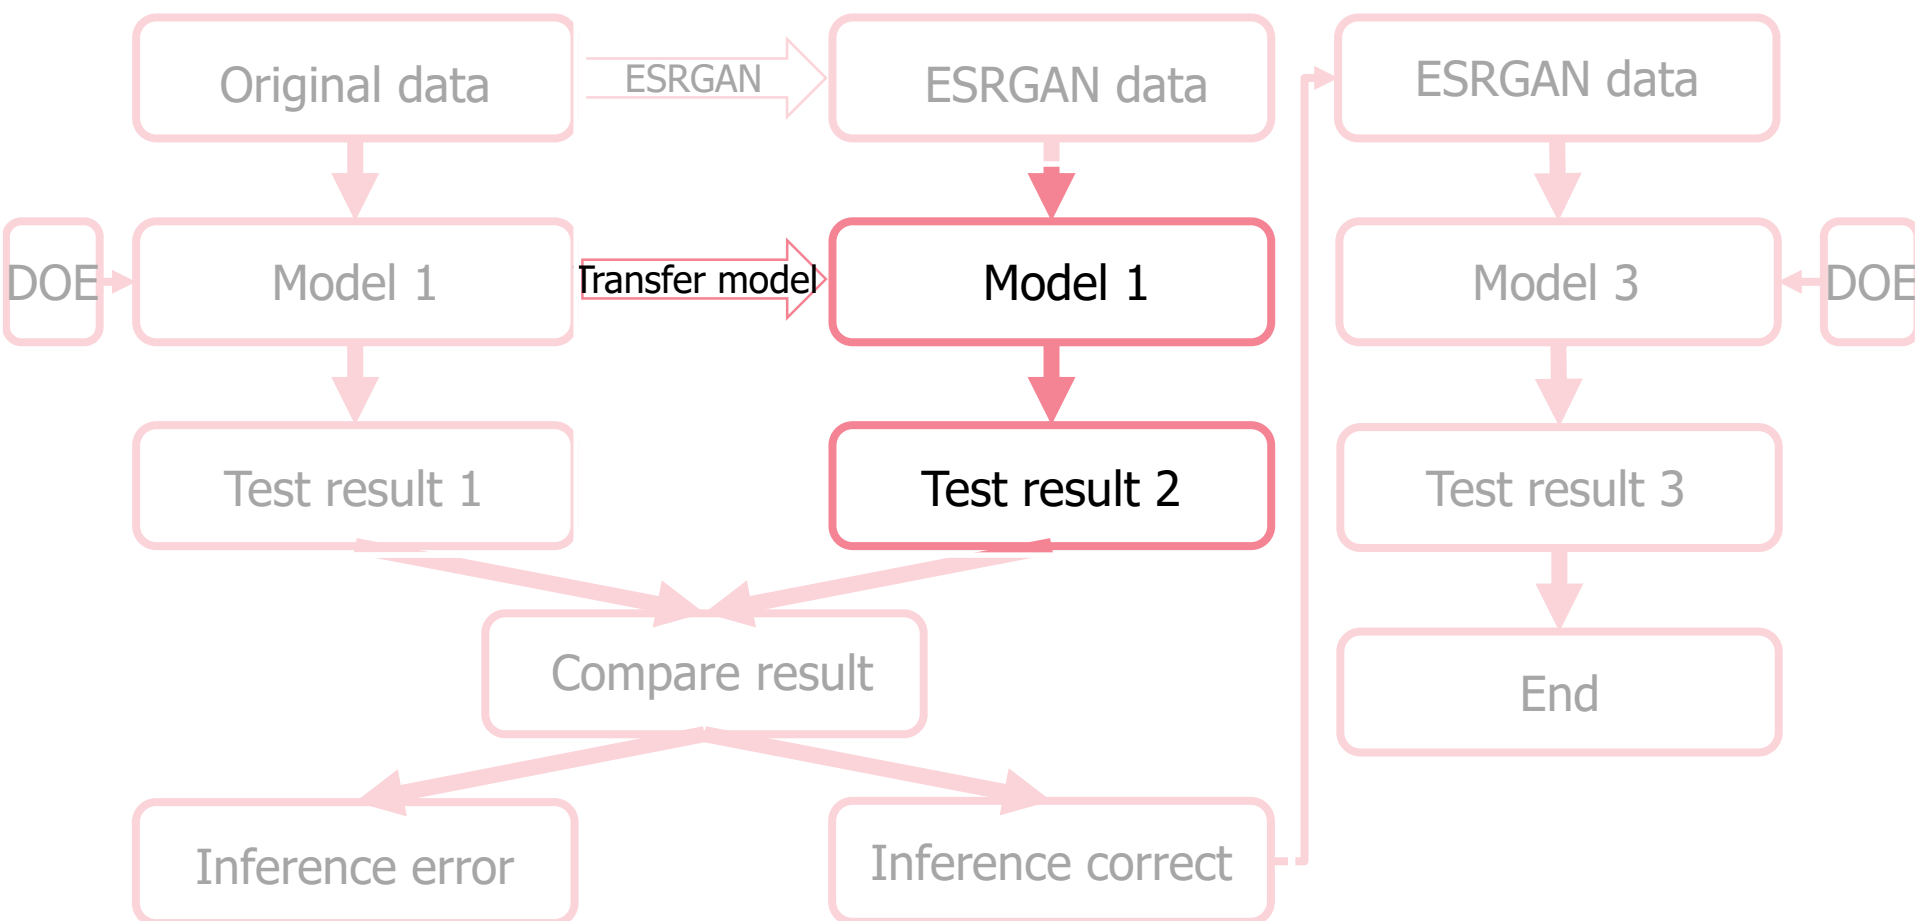 Original data
ESRGAN
ESRGAN data
ESRGAN data
DOE
Model 1
Transfer model
Model 1
Model 3
DOE
Test result 1
Test result 2
Test result 3
Compare result
End
Inference error
Inference correct